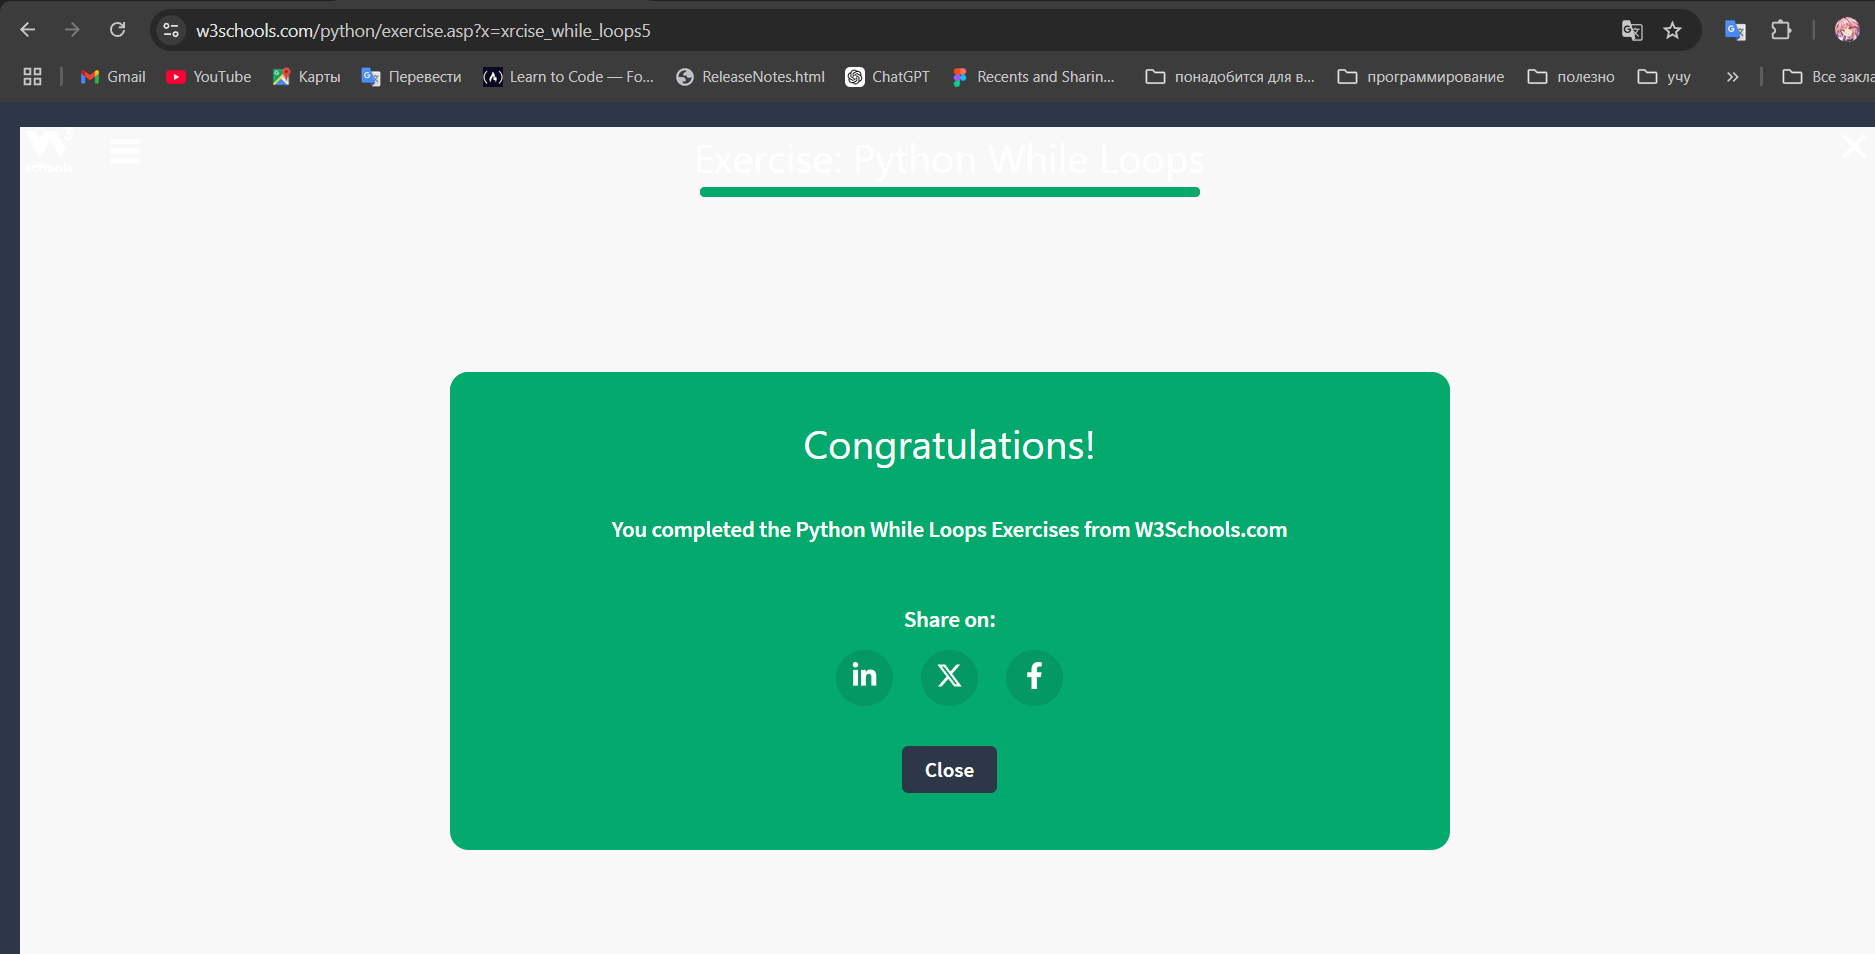 w3schools.com/python/exercise.asp?x=xrcise_while_loops5
Gmail YouTube Карты Перевести Learn to Code — Fo... ReleaseNotes.html ChatGPT Recents and Sharin... понадобится для в... программирование полезно учу » Все закла
schools
Exercise: Python While Loops
Congratulations!
You completed the Python While Loops Exercises from W3Schools.com
Share on:
Close